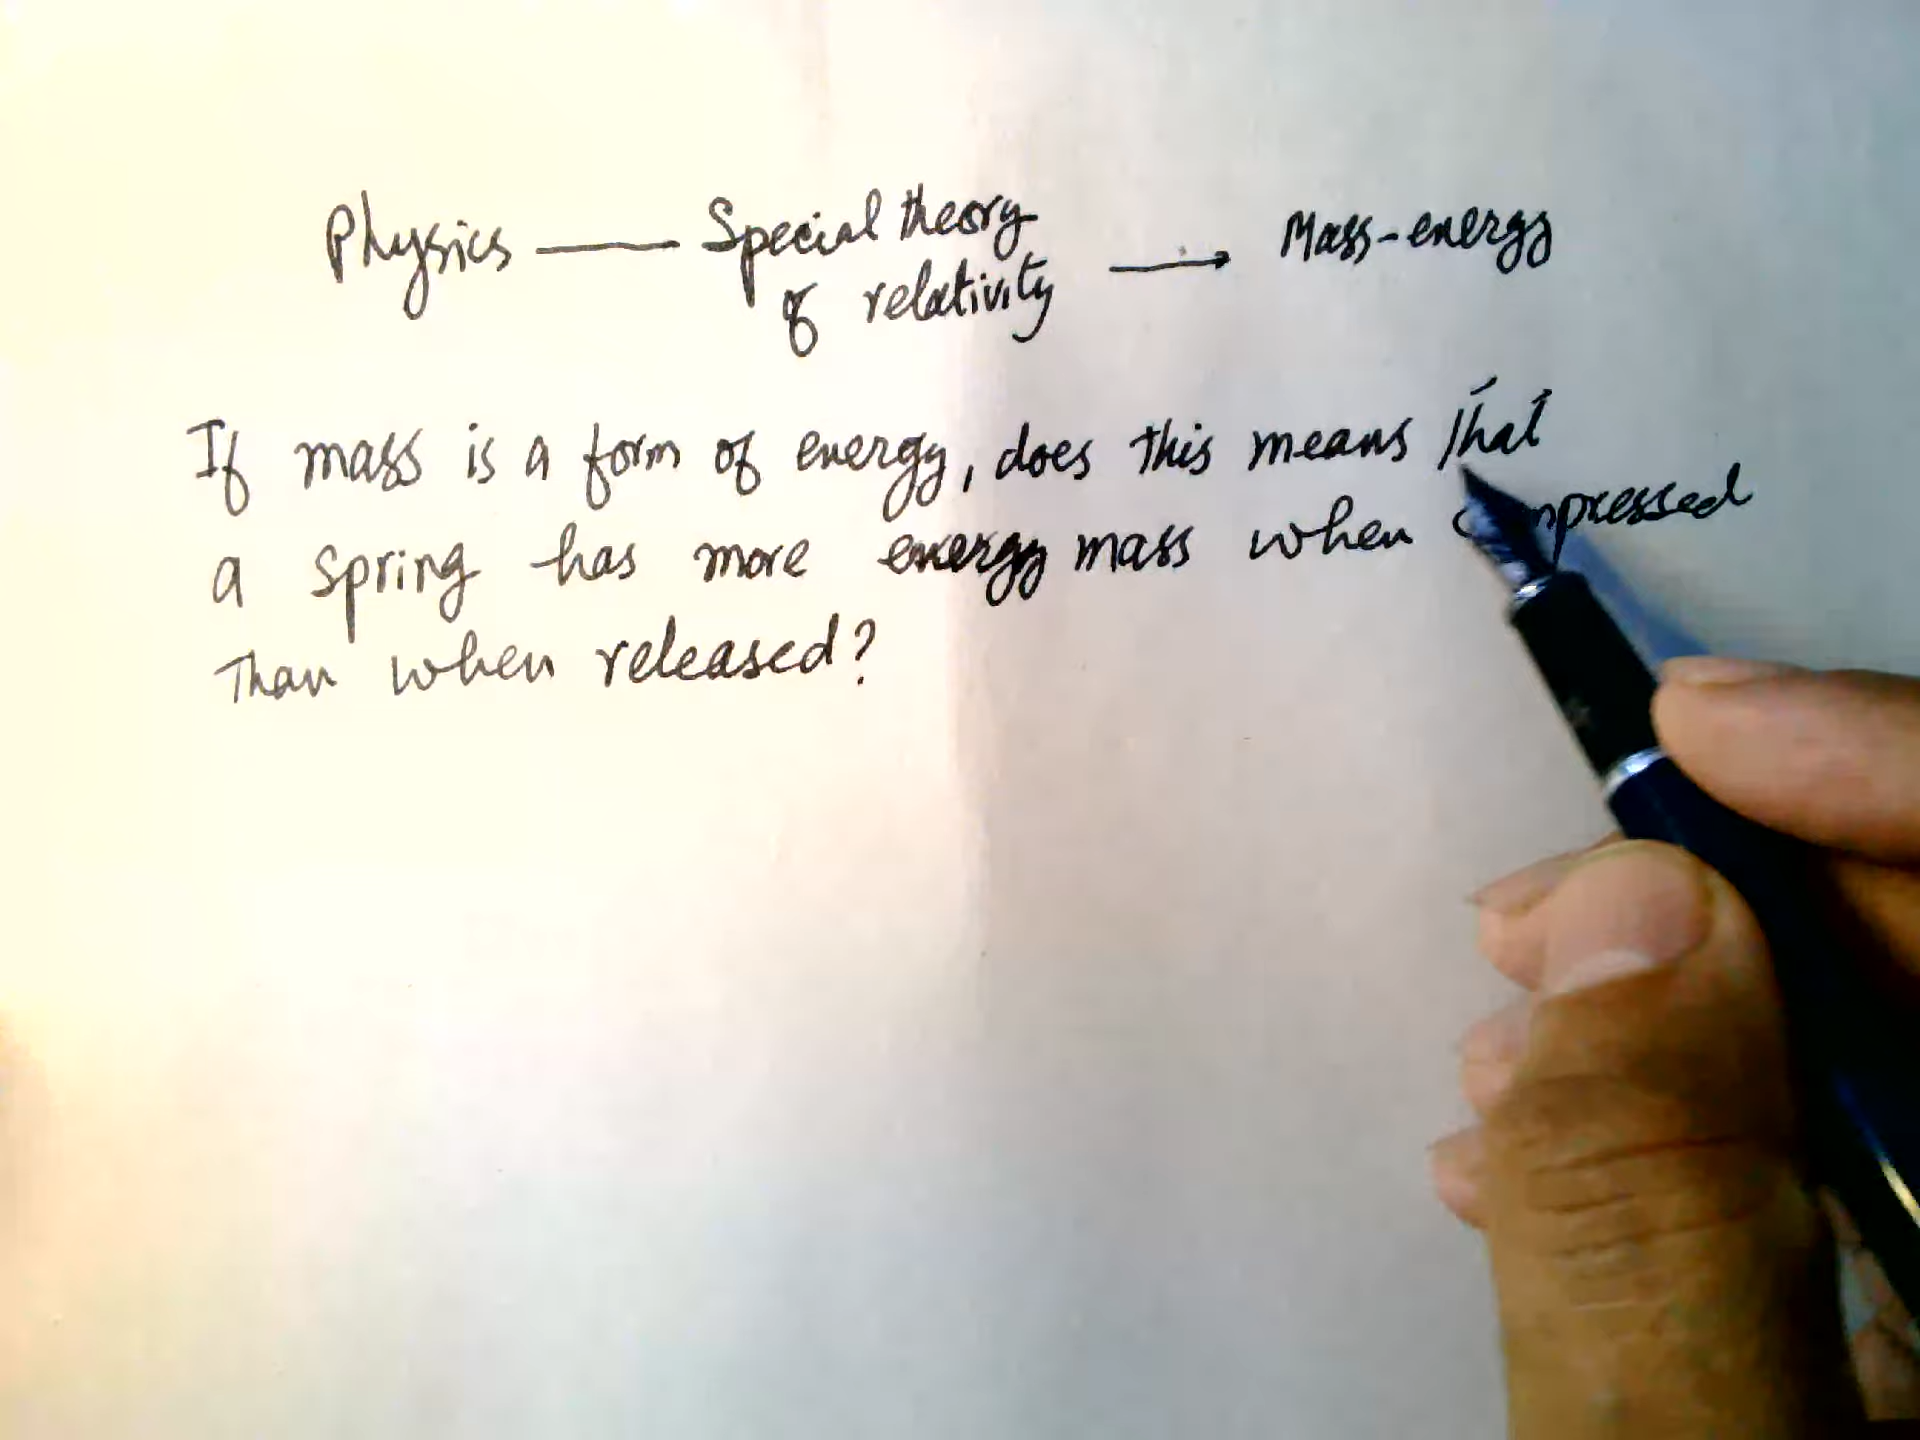 Physics — Special theory of relativity → Mass-energy
If mass is a form of energy, does this means that
a spring has more energy mass when compressed
than when released?